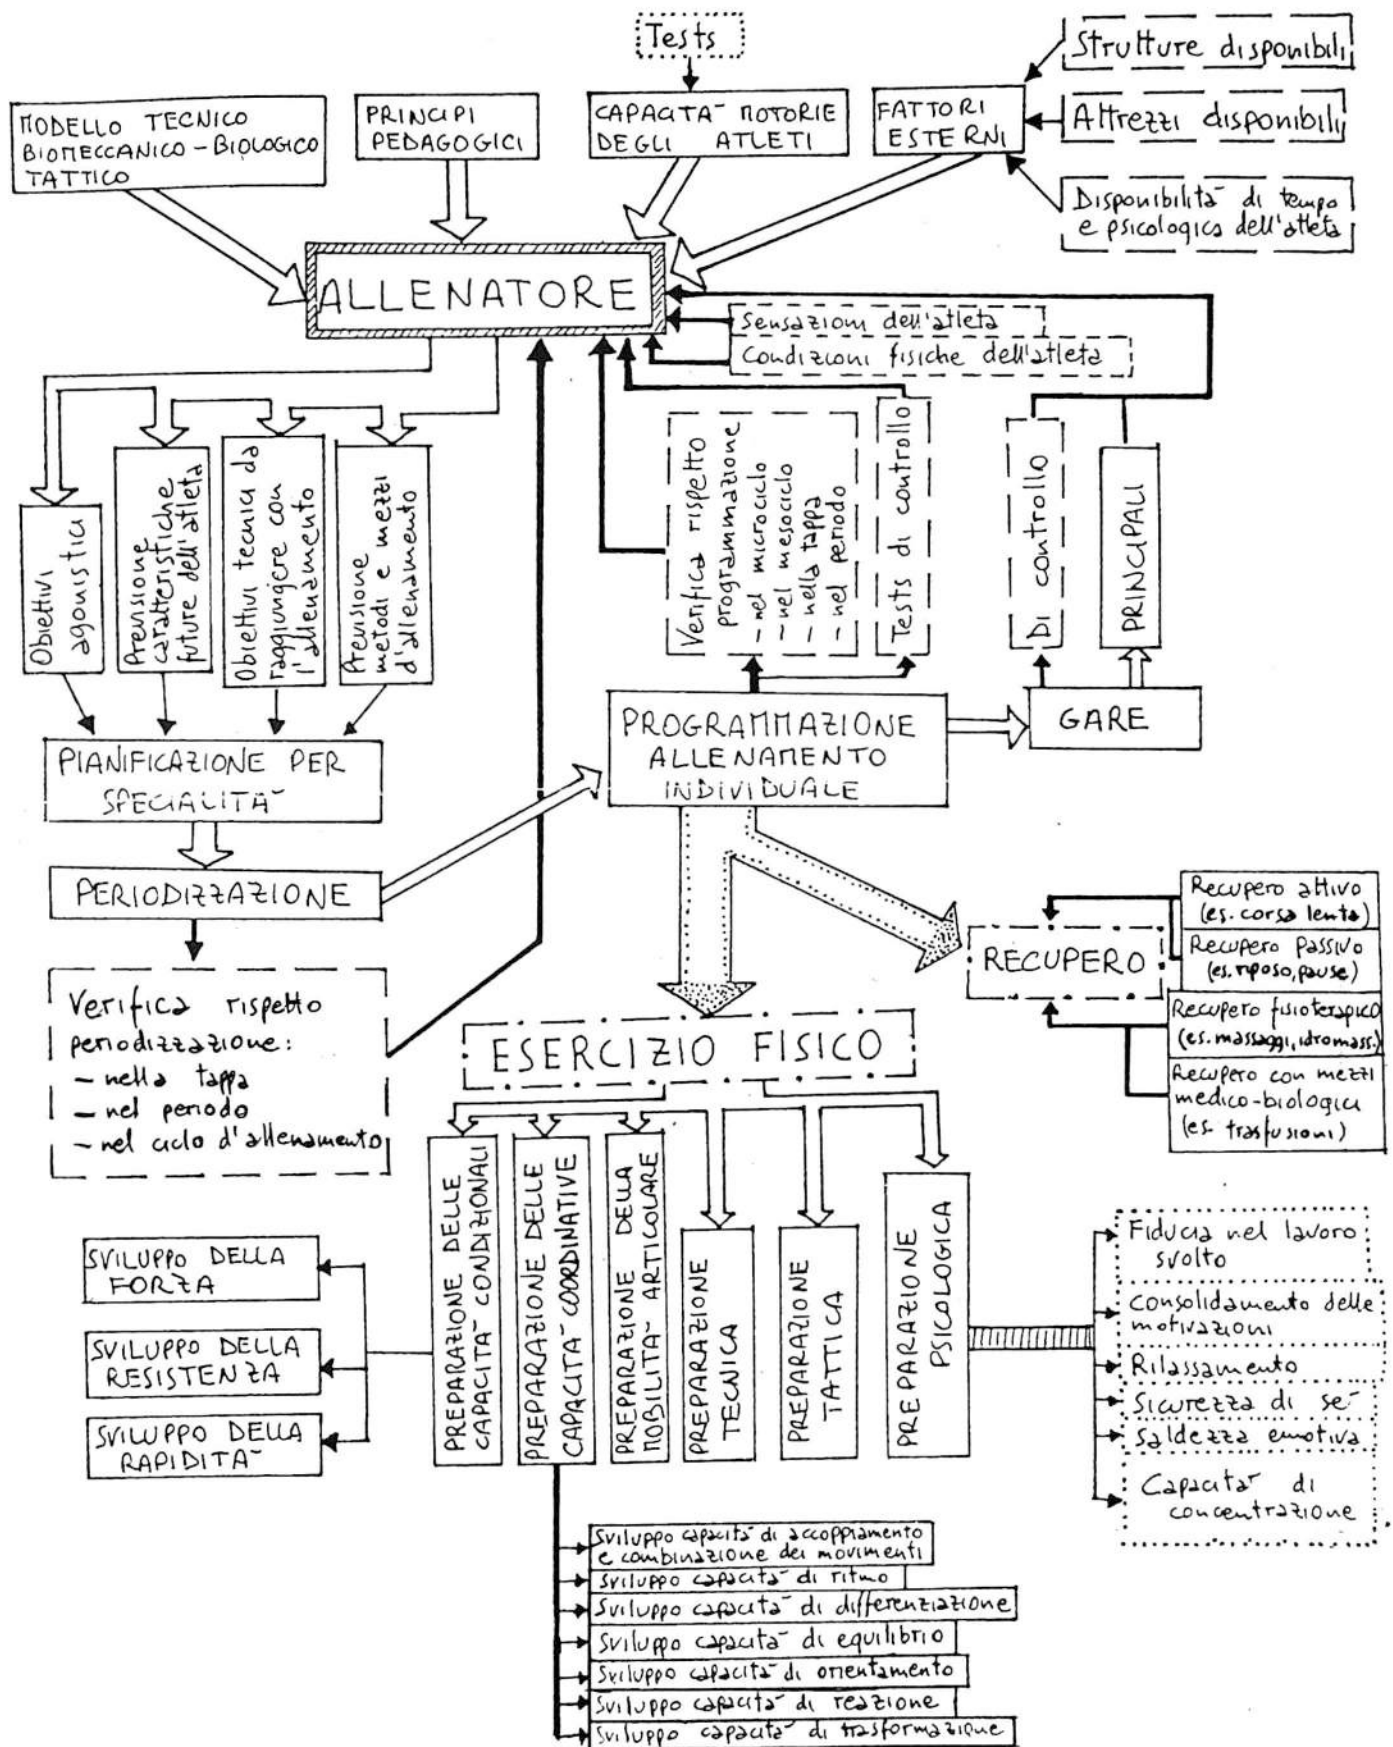 Tests
Strutture disponibili
MODELLO TECNICO
BIOMECCANICO-BIOLOGICO
TATTICO
PRINCIPI
PEDAGOGICI
CAPACITÀ MOTORIE
DEGLI ATLETI
FATTORI
ESTERNI
Attrezzi disponibili
Disponibilità di tempo
e psicologica dell'atleta
ALLENATORE
Sensazioni dell'atleta
Condizioni fisiche dell'atleta
Obiettivi
agonistici
Previsione
caratteristiche
future dell'atleta
Obiettivi tecnici da
raggiungere con
l'allenamento
Previsione
metodi e mezzi
d'allenamento
Verifica rispetto
programmazione
- nel microciclo
- nel mesociclo
- nella tappa
- nel periodo
Tests di controllo
Di controllo
PRINCIPALI
PIANIFICAZIONE PER
SPECIALITÀ
PROGRAMMAZIONE
ALLENAMENTO
INDIVIDUALE
GARE
PERIODIZZAZIONE
Verifica rispetto
periodizzazione:
- nella tappa
- nel periodo
- nel ciclo d'allenamento
RECUPERO
Recupero attivo
(es. corsa lenta)
Recupero passivo
(es. riposo, pause)
Recupero fisioterapico
(es. massaggi, idromass.)
Recupero con mezzi
medico-biologici
(es. trasfusioni)
ESERCIZIO FISICO
PREPARAZIONE DELLE
CAPACITÀ CONDIZIONALI
PREPARAZIONE DELLE
CAPACITÀ COORDINATIVE
PREPARAZIONE DELLA
MOBILITÀ ARTICOLARE
PREPARAZIONE
TECNICA
PREPARAZIONE
TATTICA
PREPARAZIONE
PSICOLOGICA
SVILUPPO DELLA
FORZA
SVILUPPO DELLA
RESISTENZA
SVILUPPO DELLA
RAPIDITÀ
Fiducia nel lavoro
svolto
Consolidamento delle
motivazioni
Rilassamento
Sicurezza di sé
Saldezza emotiva
Capacità di
concentrazione
Sviluppo capacità di accoppiamento
e combinazione dei movimenti
Sviluppo capacità di ritmo
Sviluppo capacità di differenziazione
Sviluppo capacità di equilibrio
Sviluppo capacità di orientamento
Sviluppo capacità di reazione
Sviluppo capacità di trasformazione